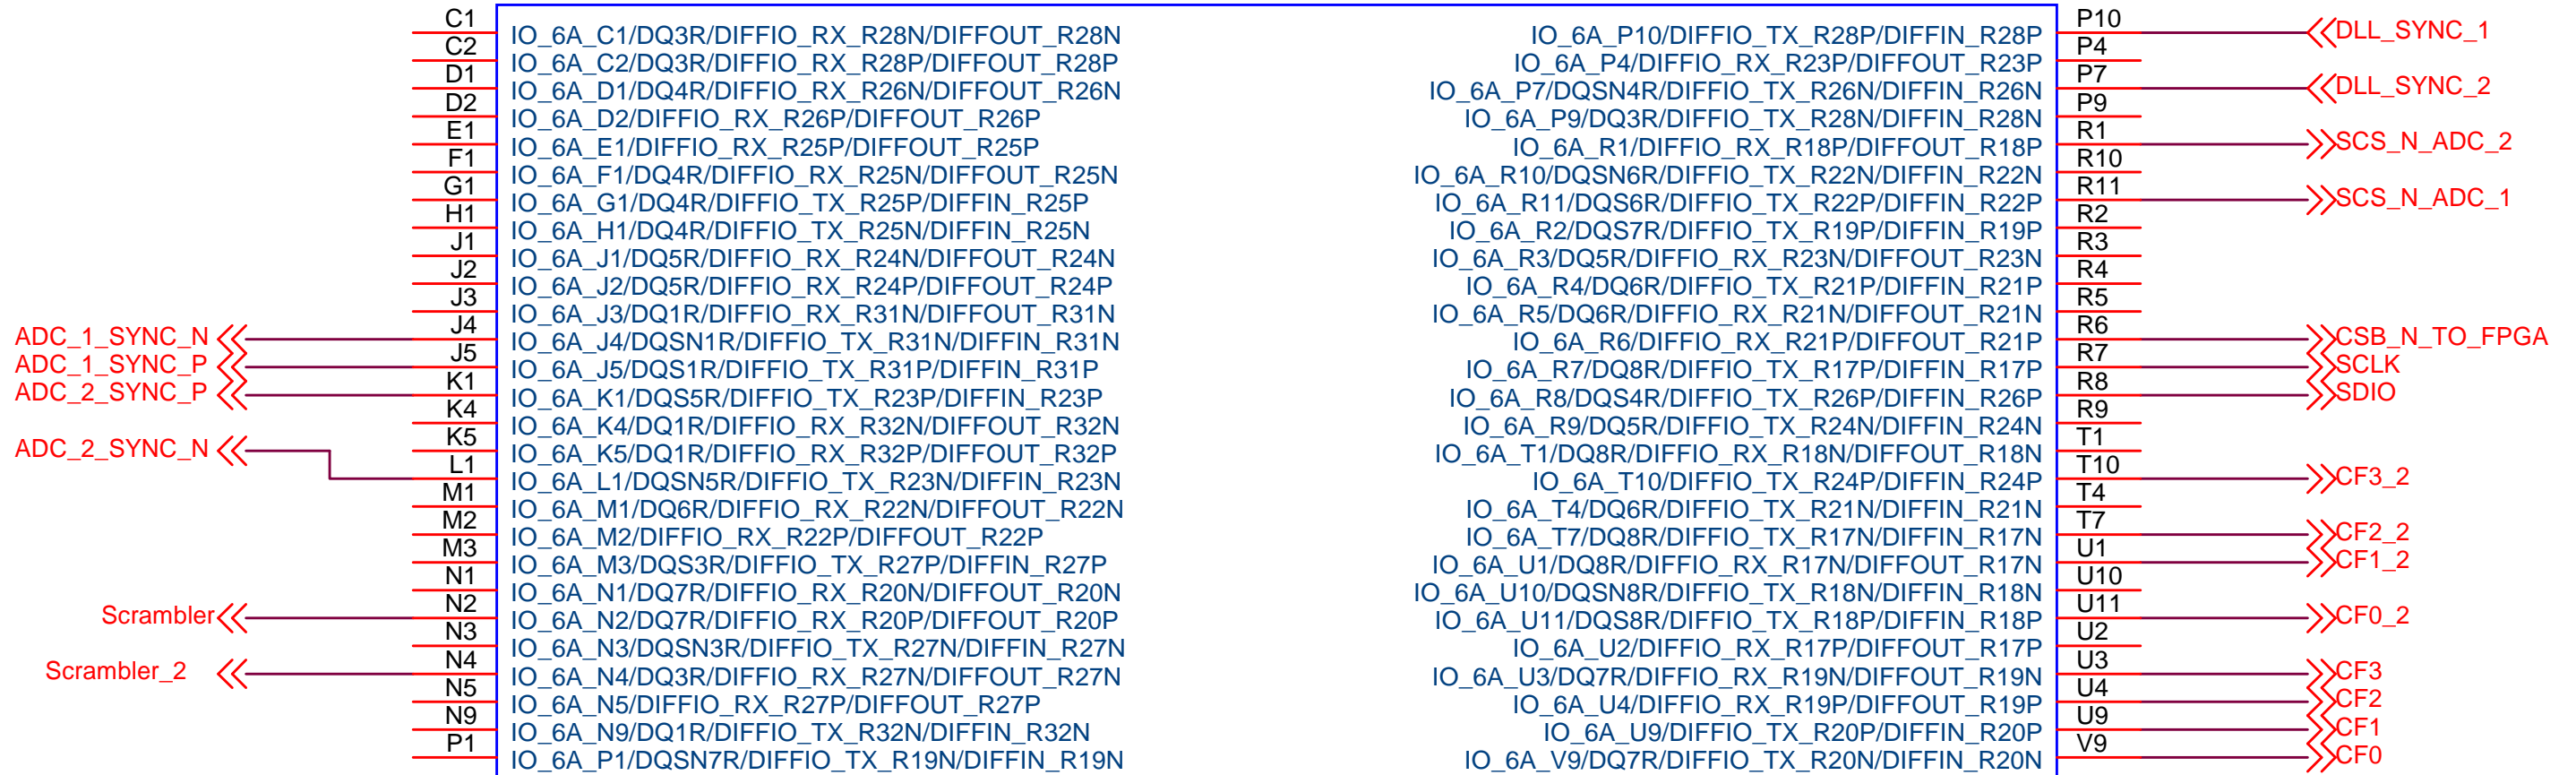 C1 IO_6A_C1/DQ3R/DIFFIO_RX_R28N/DIFFOUT_R28N
C2 IO_6A_C2/DQ3R/DIFFIO_RX_R28P/DIFFOUT_R28P
D1 IO_6A_D1/DQ4R/DIFFIO_RX_R26N/DIFFOUT_R26N
D2 IO_6A_D2/DIFFIO_RX_R26P/DIFFOUT_R26P
E1 IO_6A_E1/DIFFIO_RX_R25P/DIFFOUT_R25P
F1 IO_6A_F1/DQ4R/DIFFIO_RX_R25N/DIFFOUT_R25N
G1 IO_6A_G1/DQ4R/DIFFIO_TX_R25P/DIFFIN_R25P
H1 IO_6A_H1/DQ4R/DIFFIO_TX_R25N/DIFFIN_R25N
J1 IO_6A_J1/DQ5R/DIFFIO_RX_R24N/DIFFOUT_R24N
J2 IO_6A_J2/DQ5R/DIFFIO_RX_R24P/DIFFOUT_R24P
J3 IO_6A_J3/DQ1R/DIFFIO_RX_R31N/DIFFOUT_R31N
ADC_1_SYNC_N J4 IO_6A_J4/DQSN1R/DIFFIO_TX_R31N/DIFFIN_R31N
ADC_1_SYNC_P J5 IO_6A_J5/DQS1R/DIFFIO_TX_R31P/DIFFIN_R31P
ADC_2_SYNC_P K1 IO_6A_K1/DQS5R/DIFFIO_TX_R23P/DIFFIN_R23P
K4 IO_6A_K4/DQ1R/DIFFIO_RX_R32N/DIFFOUT_R32N
ADC_2_SYNC_N K5 IO_6A_K5/DQ1R/DIFFIO_RX_R32P/DIFFOUT_R32P
L1 IO_6A_L1/DQSN5R/DIFFIO_TX_R23N/DIFFIN_R23N
M1 IO_6A_M1/DQ6R/DIFFIO_RX_R22N/DIFFOUT_R22N
M2 IO_6A_M2/DIFFIO_RX_R22P/DIFFOUT_R22P
M3 IO_6A_M3/DQS3R/DIFFIO_TX_R27P/DIFFIN_R27P
N1 IO_6A_N1/DQ7R/DIFFIO_RX_R20N/DIFFOUT_R20N
Scrambler N2 IO_6A_N2/DQ7R/DIFFIO_RX_R20P/DIFFOUT_R20P
N3 IO_6A_N3/DQSN3R/DIFFIO_TX_R27N/DIFFIN_R27N
Scrambler_2 N4 IO_6A_N4/DQ3R/DIFFIO_RX_R27N/DIFFOUT_R27N
N5 IO_6A_N5/DIFFIO_RX_R27P/DIFFOUT_R27P
N9 IO_6A_N9/DQ1R/DIFFIO_TX_R32N/DIFFIN_R32N
P1 IO_6A_P1/DQSN7R/DIFFIO_TX_R19N/DIFFIN_R19N
IO_6A_P10/DIFFIO_TX_R28P/DIFFIN_R28P P10 DLL_SYNC_1
IO_6A_P4/DIFFIO_RX_R23P/DIFFOUT_R23P P4
IO_6A_P7/DQSN4R/DIFFIO_TX_R26N/DIFFIN_R26N P7 DLL_SYNC_2
IO_6A_P9/DQ3R/DIFFIO_TX_R28N/DIFFIN_R28N P9
IO_6A_R1/DIFFIO_RX_R18P/DIFFOUT_R18P R1 SCS_N_ADC_2
IO_6A_R10/DQSN6R/DIFFIO_TX_R22N/DIFFIN_R22N R10
IO_6A_R11/DQS6R/DIFFIO_TX_R22P/DIFFIN_R22P R11 SCS_N_ADC_1
IO_6A_R2/DQS7R/DIFFIO_TX_R19P/DIFFIN_R19P R2
IO_6A_R3/DQ5R/DIFFIO_RX_R23N/DIFFOUT_R23N R3
IO_6A_R4/DQ6R/DIFFIO_TX_R21P/DIFFIN_R21P R4
IO_6A_R5/DQ6R/DIFFIO_RX_R21N/DIFFOUT_R21N R5
IO_6A_R6/DIFFIO_RX_R21P/DIFFOUT_R21P R6 CSB_N_TO_FPGA
IO_6A_R7/DQ8R/DIFFIO_TX_R17P/DIFFIN_R17P R7 SCLK
IO_6A_R8/DQS4R/DIFFIO_TX_R26P/DIFFIN_R26P R8 SDIO
IO_6A_R9/DQ5R/DIFFIO_TX_R24N/DIFFIN_R24N R9
IO_6A_T1/DQ8R/DIFFIO_RX_R18N/DIFFOUT_R18N T1
IO_6A_T10/DIFFIO_TX_R24P/DIFFIN_R24P T10 CF3_2
IO_6A_T4/DQ6R/DIFFIO_TX_R21N/DIFFIN_R21N T4
IO_6A_T7/DQ8R/DIFFIO_TX_R17N/DIFFIN_R17N T7 CF2_2
IO_6A_U1/DQ8R/DIFFIO_RX_R17N/DIFFOUT_R17N U1 CF1_2
IO_6A_U10/DQSN8R/DIFFIO_TX_R18N/DIFFIN_R18N U10
IO_6A_U11/DQS8R/DIFFIO_TX_R18P/DIFFIN_R18P U11 CF0_2
IO_6A_U2/DIFFIO_RX_R17P/DIFFOUT_R17P U2
IO_6A_U3/DQ7R/DIFFIO_RX_R19N/DIFFOUT_R19N U3 CF3
IO_6A_U4/DIFFIO_RX_R19P/DIFFOUT_R19P U4 CF2
IO_6A_U9/DIFFIO_TX_R20P/DIFFIN_R20P U9 CF1
IO_6A_V9/DQ7R/DIFFIO_TX_R20N/DIFFIN_R20N V9 CF0